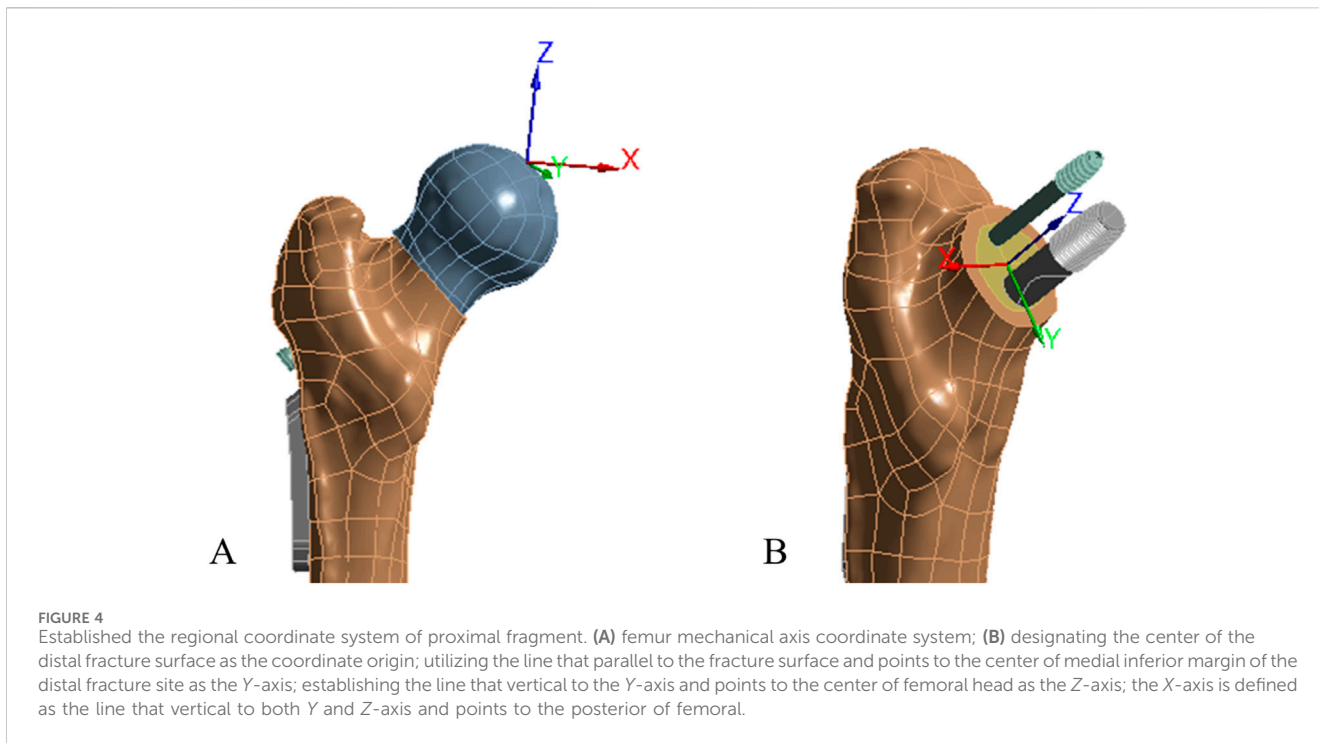 Z
X
Y
A
Z
X
Y
B
FIGURE 4
Established the regional coordinate system of proximal fragment. (A) femur mechanical axis coordinate system; (B) designating the center of the
distal fracture surface as the coordinate origin; utilizing the line that parallel to the fracture surface and points to the center of medial inferior margin of the
distal fracture site as the Y-axis; establishing the line that vertical to the Y-axis and points to the center of femoral head as the Z-axis; the X-axis is defined
as the line that vertical to both Y and Z-axis and points to the posterior of femoral.